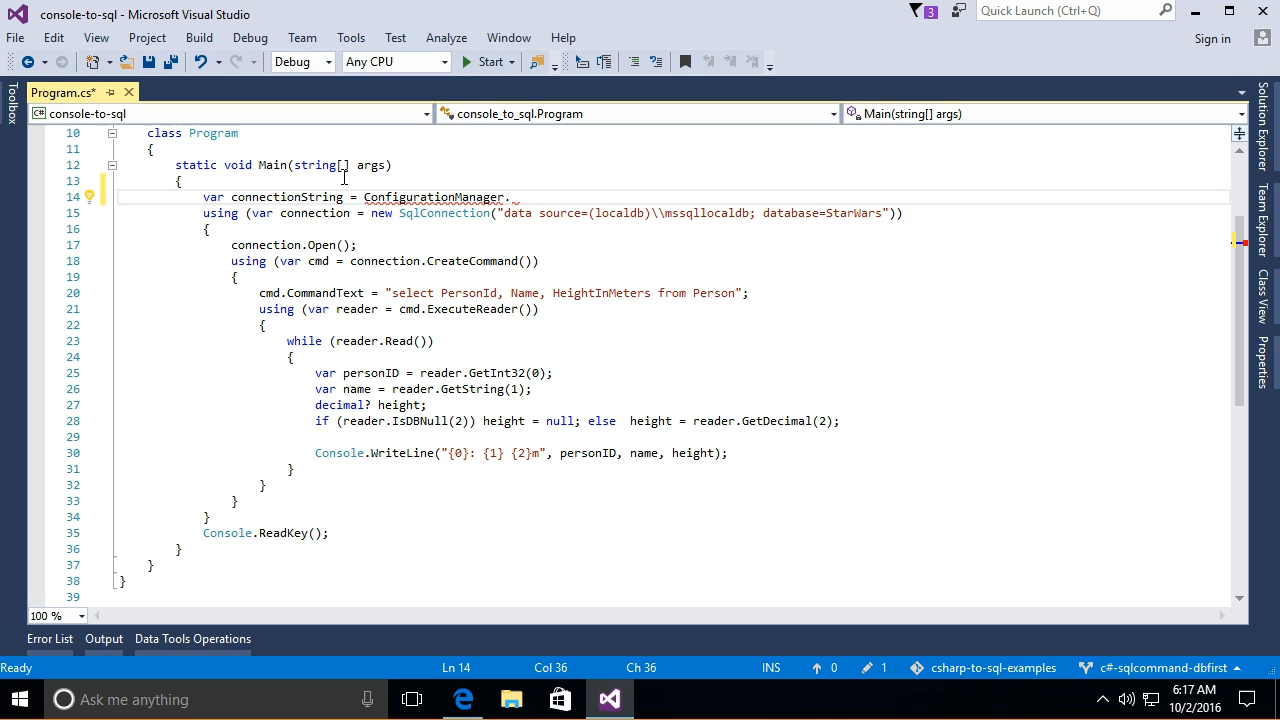 console-to-sql - Microsoft Visual Studio
3
Quick Launch (Ctrl+Q)
File Edit View Project Build Debug Team Tools Test Analyze Window Help
Sign in
Debug Any CPU Start
Toolbox
Program.cs*
console-to-sql console_to_sql.Program Main(string[] args)
10 class Program
11 {
12 static void Main(string[] args)
13 {
14 var connectionString = ConfigurationManager.
15 using (var connection = new SqlConnection("data source=(localdb)\\mssqllocaldb; database=StarWars"))
16 {
17 connection.Open();
18 using (var cmd = connection.CreateCommand())
19 {
20 cmd.CommandText = "select PersonId, Name, HeightInMeters from Person";
21 using (var reader = cmd.ExecuteReader())
22 {
23 while (reader.Read())
24 {
25 var personID = reader.GetInt32(0);
26 var name = reader.GetString(1);
27 decimal? height;
28 if (reader.IsDBNull(2)) height = null; else  height = reader.GetDecimal(2);
29
30 Console.WriteLine("{0}: {1} {2}m", personID, name, height);
31 }
32 }
33 }
34 }
35 Console.ReadKey();
36 }
37 }
38 }
39
Solution Explorer
Team Explorer
Class View
Properties
100 %
Error List Output Data Tools Operations
Ready Ln 14 Col 36 Ch 36 INS 0 1 csharp-to-sql-examples c#-sqlcommand-dbfirst
Ask me anything
6:17 AM
10/2/2016